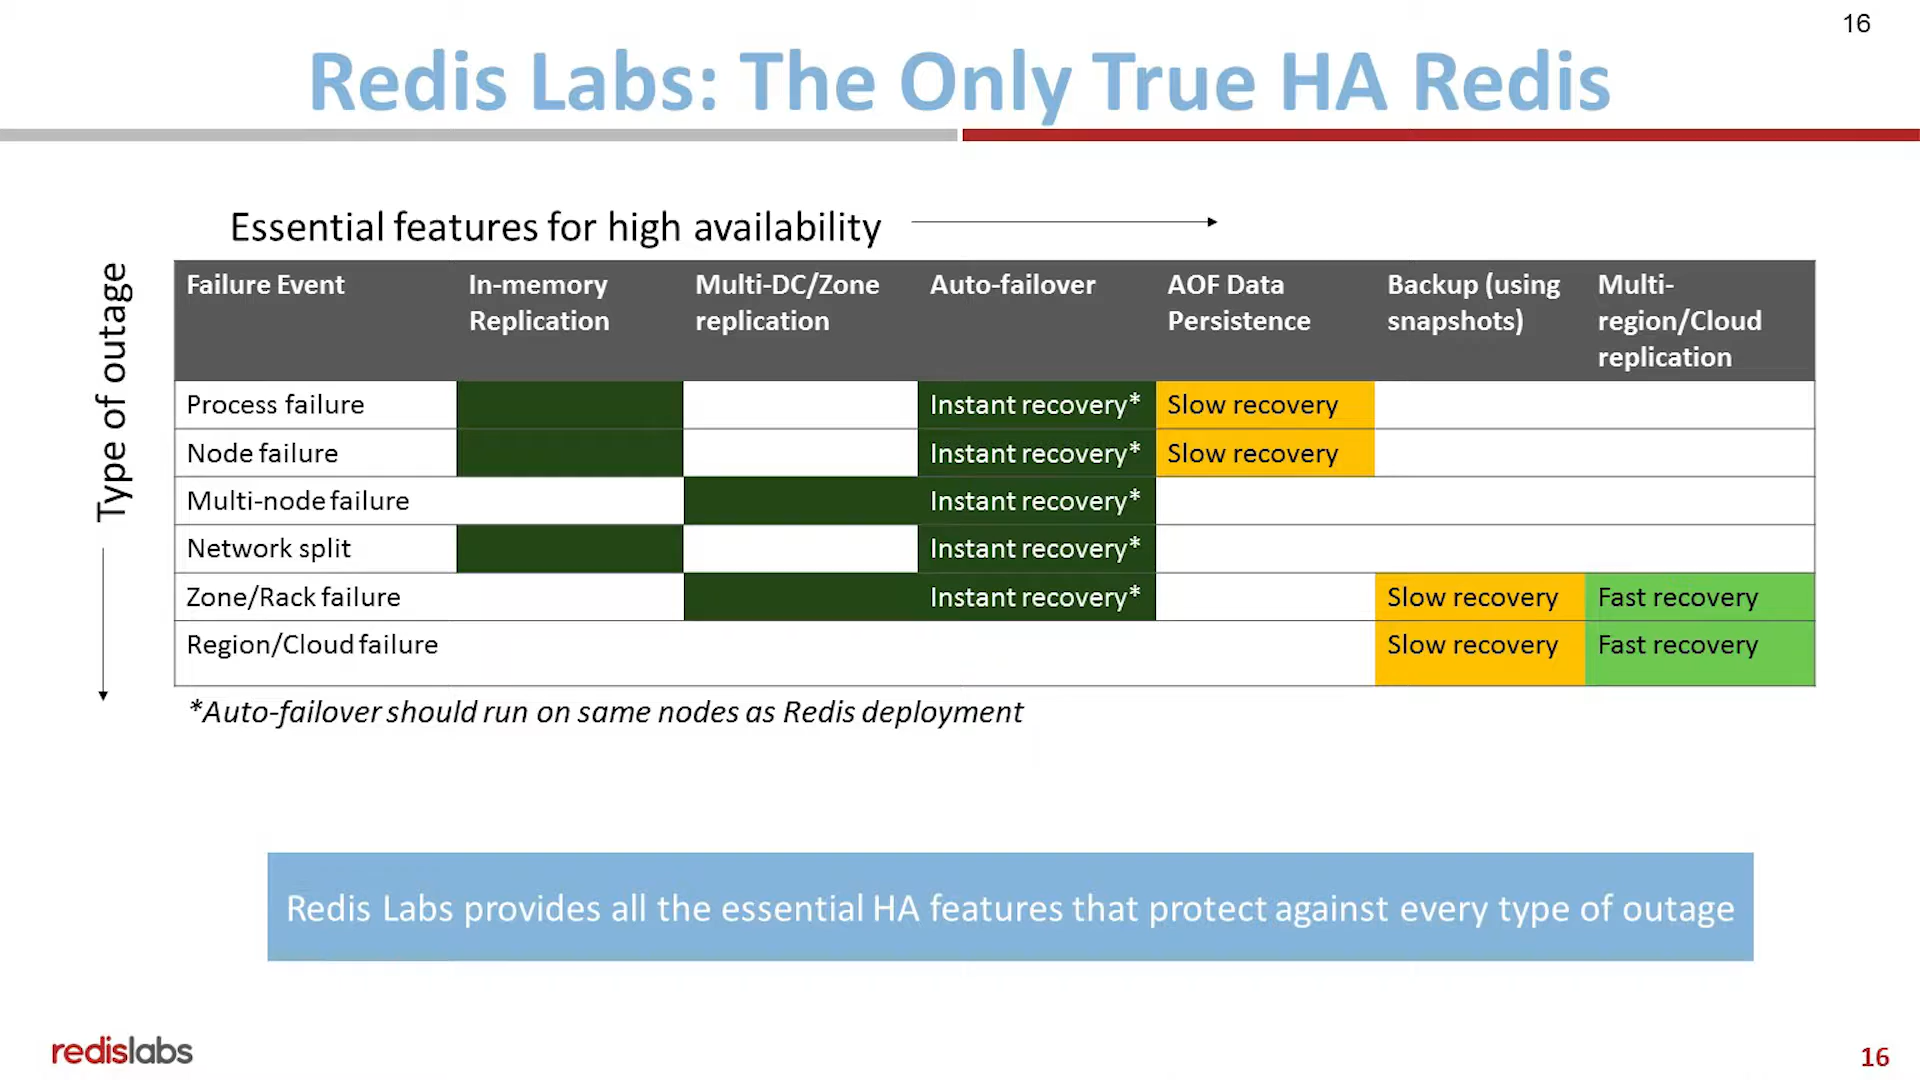 16
Redis Labs: The Only True HA Redis
Essential features for high availability
Type of outage
Failure Event
In-memory
Replication
Multi-DC/Zone
replication
Auto-failover
AOF Data
Persistence
Backup (using
snapshots)
Multi-
region/Cloud
replication
Process failure
Instant recovery*
Slow recovery
Node failure
Instant recovery*
Slow recovery
Multi-node failure
Instant recovery*
Network split
Instant recovery*
Zone/Rack failure
Instant recovery*
Slow recovery
Fast recovery
Region/Cloud failure
Slow recovery
Fast recovery
*Auto-failover should run on same nodes as Redis deployment
Redis Labs provides all the essential HA features that protect against every type of outage
redislabs
16